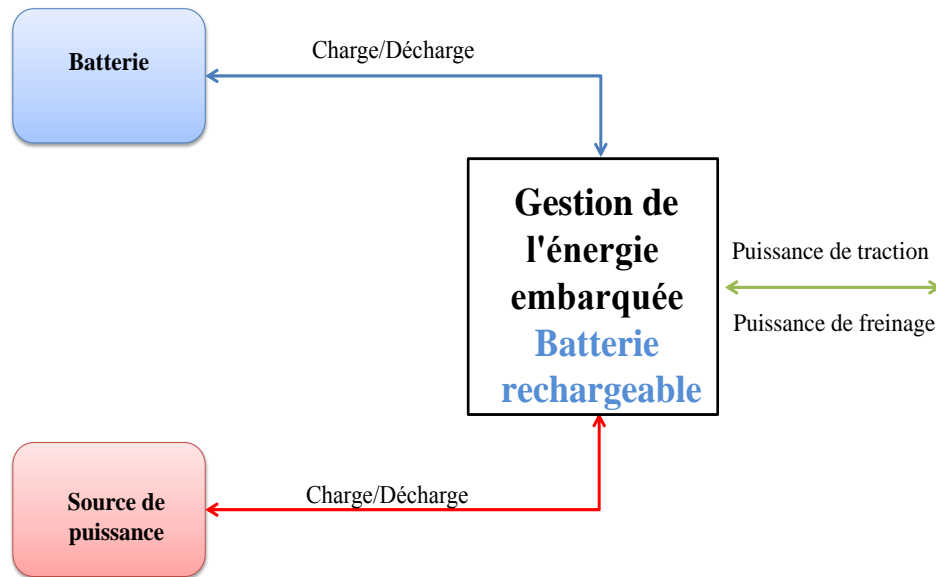 Batterie
Charge/Décharge
Gestion de
l'énergie
embarquée
Batterie
rechargeable
Puissance de traction
Puissance de freinage
Source de
puissance
Charge/Décharge